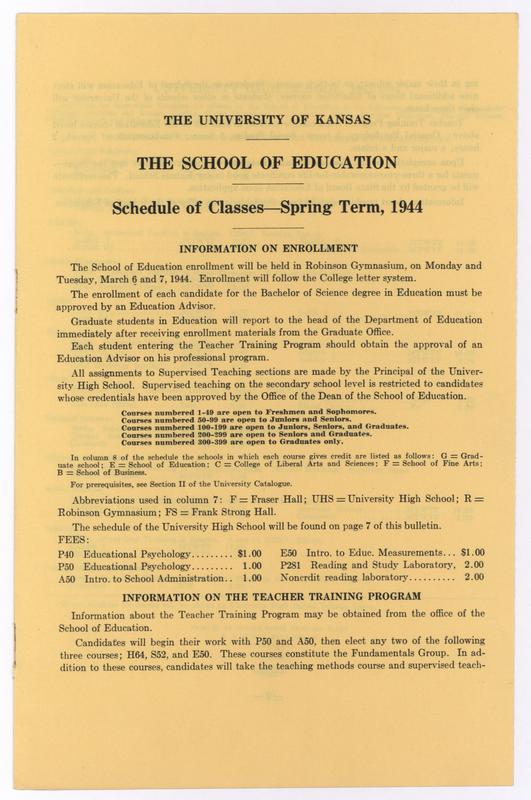 THE UNIVERSITY OF KANSAS
THE SCHOOL OF EDUCATION
Schedule of Classes—Spring Term, 1944
INFORMATION ON ENROLLMENT
The School of Education enrollment will be held in Robinson Gymnasium, on Monday and
Tuesday, March 6 and 7, 1944. Enrollment will follow the College letter system.
The enrollment of each candidate for the Bachelor of Science degree in Education must be
approved by an Education Advisor.
Graduate students in Education will report to the head of the Department of Education
immediately after receiving enrollment materials from the Graduate Office.
Each student entering the Teacher Training Program should obtain the approval of an
Education Advisor on his professional program.
All assignments to Supervised Teaching sections are made by the Principal of the Univer-
sity High School. Supervised teaching on the secondary school level is restricted to candidates
whose credentials have been approved by the Office of the Dean of the School of Education.
Courses numbered 1-49 are open to Freshmen and Sophomores.
Courses numbered 50-99 are open to Juniors and Seniors.
Courses numbered 100-199 are open to Juniors, Seniors, and Graduates.
Courses numbered 200-299 are open to Seniors and Graduates.
Courses numbered 300-399 are open to Graduates only.
In column 8 of the schedule the schools in which each course gives credit are listed as follows: G = Grad-
uate school; E = School of Education; C = College of Liberal Arts and Sciences; F = School of Fine Arts;
B = School of Business.
For prerequisites, see Section II of the University Catalogue.
Abbreviations used in column 7: F = Fraser Hall; UHS = University High School; R =
Robinson Gymnasium; FS = Frank Strong Hall.
The schedule of the University High School will be found on page 7 of this bulletin.
FEES:
P40 Educational Psychology......... $1.00
P50 Educational Psychology......... 1.00
A50 Intro. to School Administration.. 1.00
E50 Intro. to Educ. Measurements... $1.00
P281 Reading and Study Laboratory, 2.00
Noncrdit reading laboratory.......... 2.00
INFORMATION ON THE TEACHER TRAINING PROGRAM
Information about the Teacher Training Program may be obtained from the office of the
School of Education.
Candidates will begin their work with P50 and A50, then elect any two of the following
three courses; H64, S52, and E50. These courses constitute the Fundamentals Group. In ad-
dition to these courses, candidates will take the teaching methods course and supervised teach-